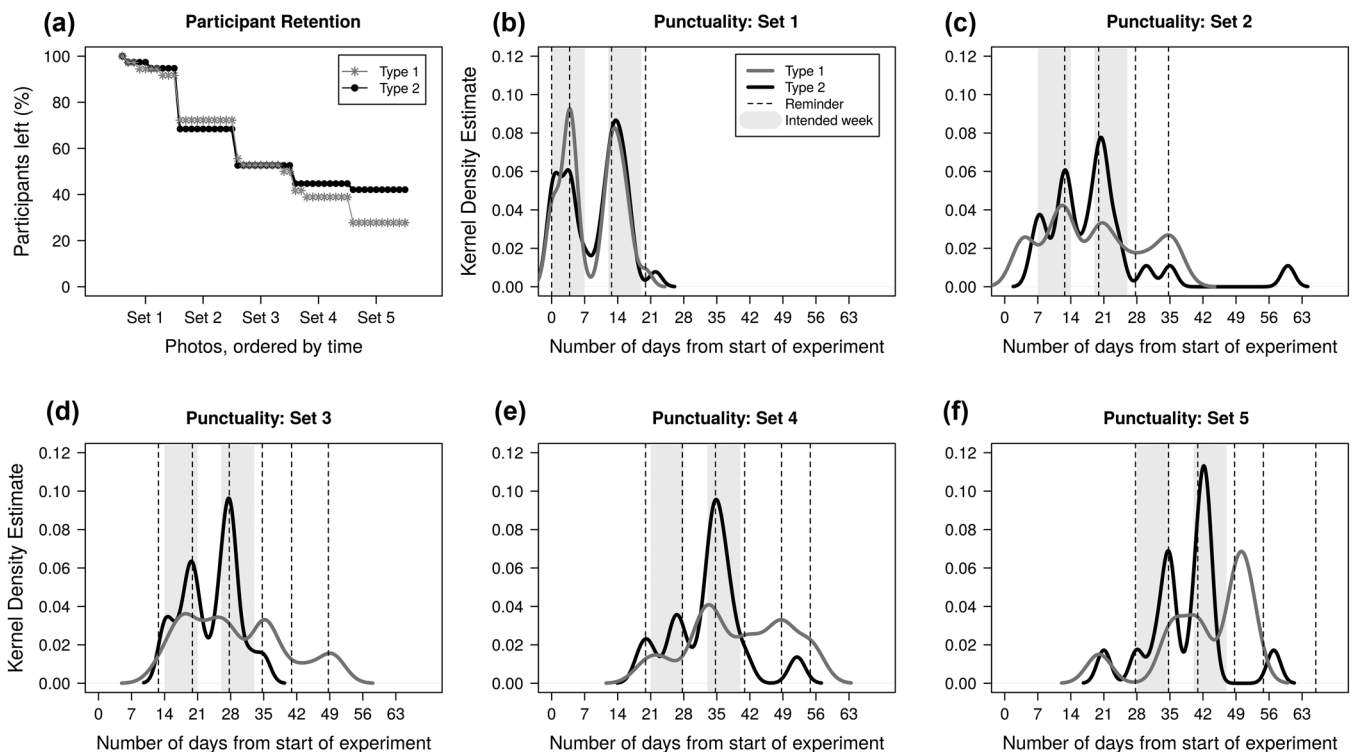 (a)
Participant Retention
Participants left (%)
100
80
60
40
20
0
Type 1
Type 2
Set 1 Set 2 Set 3 Set 4 Set 5
Photos, ordered by time
(b)
Punctuality: Set 1
Kernel Density Estimate
0.12
0.10
0.08
0.06
0.04
0.02
0.00
Type 1
Type 2
Reminder
Intended week
0 7 14 21 28 35 42 49 56 63
Number of days from start of experiment
(c)
Punctuality: Set 2
0.12
0.10
0.08
0.06
0.04
0.02
0.00
0 7 14 21 28 35 42 49 56 63
Number of days from start of experiment
(d)
Punctuality: Set 3
Kernel Density Estimate
0.12
0.10
0.08
0.06
0.04
0.02
0.00
0 7 14 21 28 35 42 49 56 63
Number of days from start of experiment
(e)
Punctuality: Set 4
0.12
0.10
0.08
0.06
0.04
0.02
0.00
0 7 14 21 28 35 42 49 56 63
Number of days from start of experiment
(f)
Punctuality: Set 5
0.12
0.10
0.08
0.06
0.04
0.02
0.00
0 7 14 21 28 35 42 49 56 63
Number of days from start of experiment